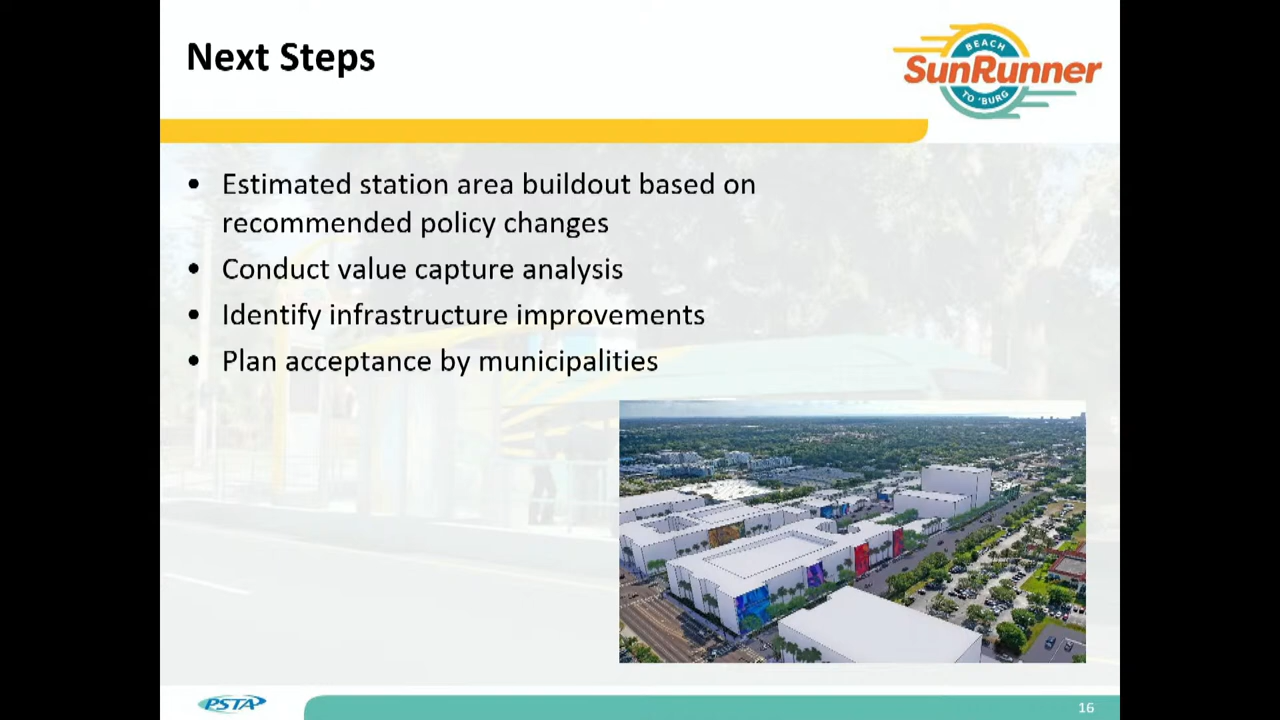 Next Steps
BEACH
SunRunner
TO 'BURG
• Estimated station area buildout based on
recommended policy changes
• Conduct value capture analysis
• Identify infrastructure improvements
• Plan acceptance by municipalities
PSTA
16